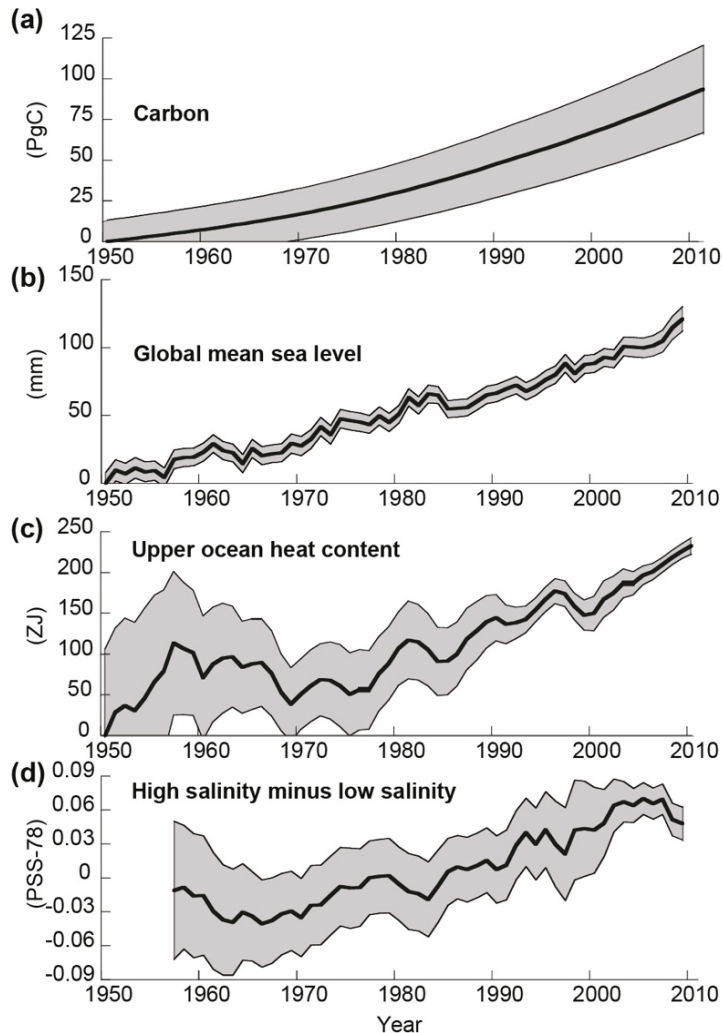 (a)
125
100
75
50
25
0
(PgC)
Carbon
1950 1960 1970 1980 1990 2000 2010
(b)
150
100
50
0
(mm)
Global mean sea level
1950 1960 1970 1980 1990 2000 2010
(c)
250
200
150
100
50
0
(ZJ)
Upper ocean heat content
1950 1960 1970 1980 1990 2000 2010
(d)
0.09
0.06
0.03
0
-0.03
-0.06
-0.09
(PSS-78)
High salinity minus low salinity
1950 1960 1970 1980 1990 2000 2010
Year